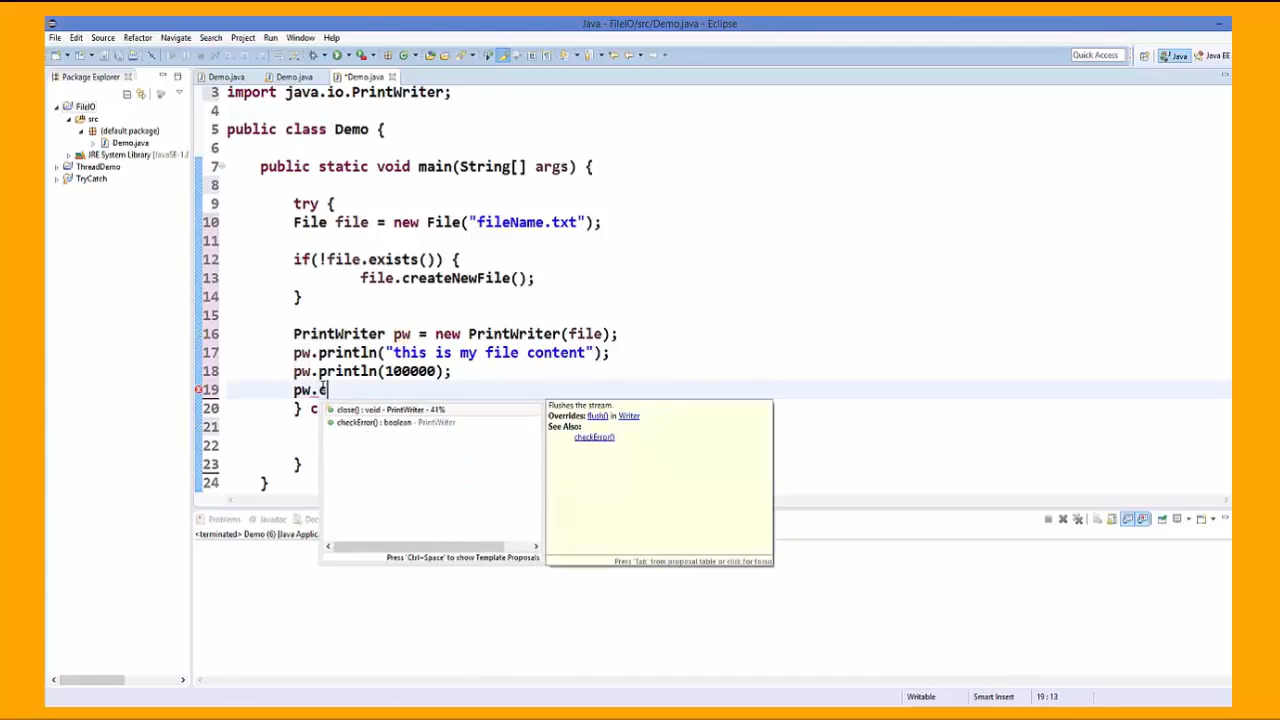 Java - FileIO/src/Demo.java - Eclipse
File Edit Source Refactor Navigate Search Project Run Window Help
Quick Access
Java
Java EE
Package Explorer
Demo.java
Demo.java
*Demo.java
FileIO
src
(default package)
Demo.java
JRE System Library [JavaSE-1.
ThreadDemo
TryCatch
3 import java.io.PrintWriter;
4
5 public class Demo {
6
7 public static void main(String[] args) {
8
9 try {
10 File file = new File("fileName.txt");
11
12 if(!file.exists()) {
13 file.createNewFile();
14 }
15
16 PrintWriter pw = new PrintWriter(file);
17 pw.println("this is my file content");
18 pw.println(100000);
19 pw.c
20 } c
21
22
23 }
24 }
close() : void - PrintWriter - 41%
checkError() : boolean - PrintWriter
Press 'Ctrl+Space' to show Template Proposals
Flushes the stream.
Overrides: flush() in Writer
See Also:
checkError()
Press 'Tab' from proposal table or click for focus
Problems @ Javadoc Dec
<terminated> Demo (6) [Java Applic
Writable Smart Insert 19 : 13